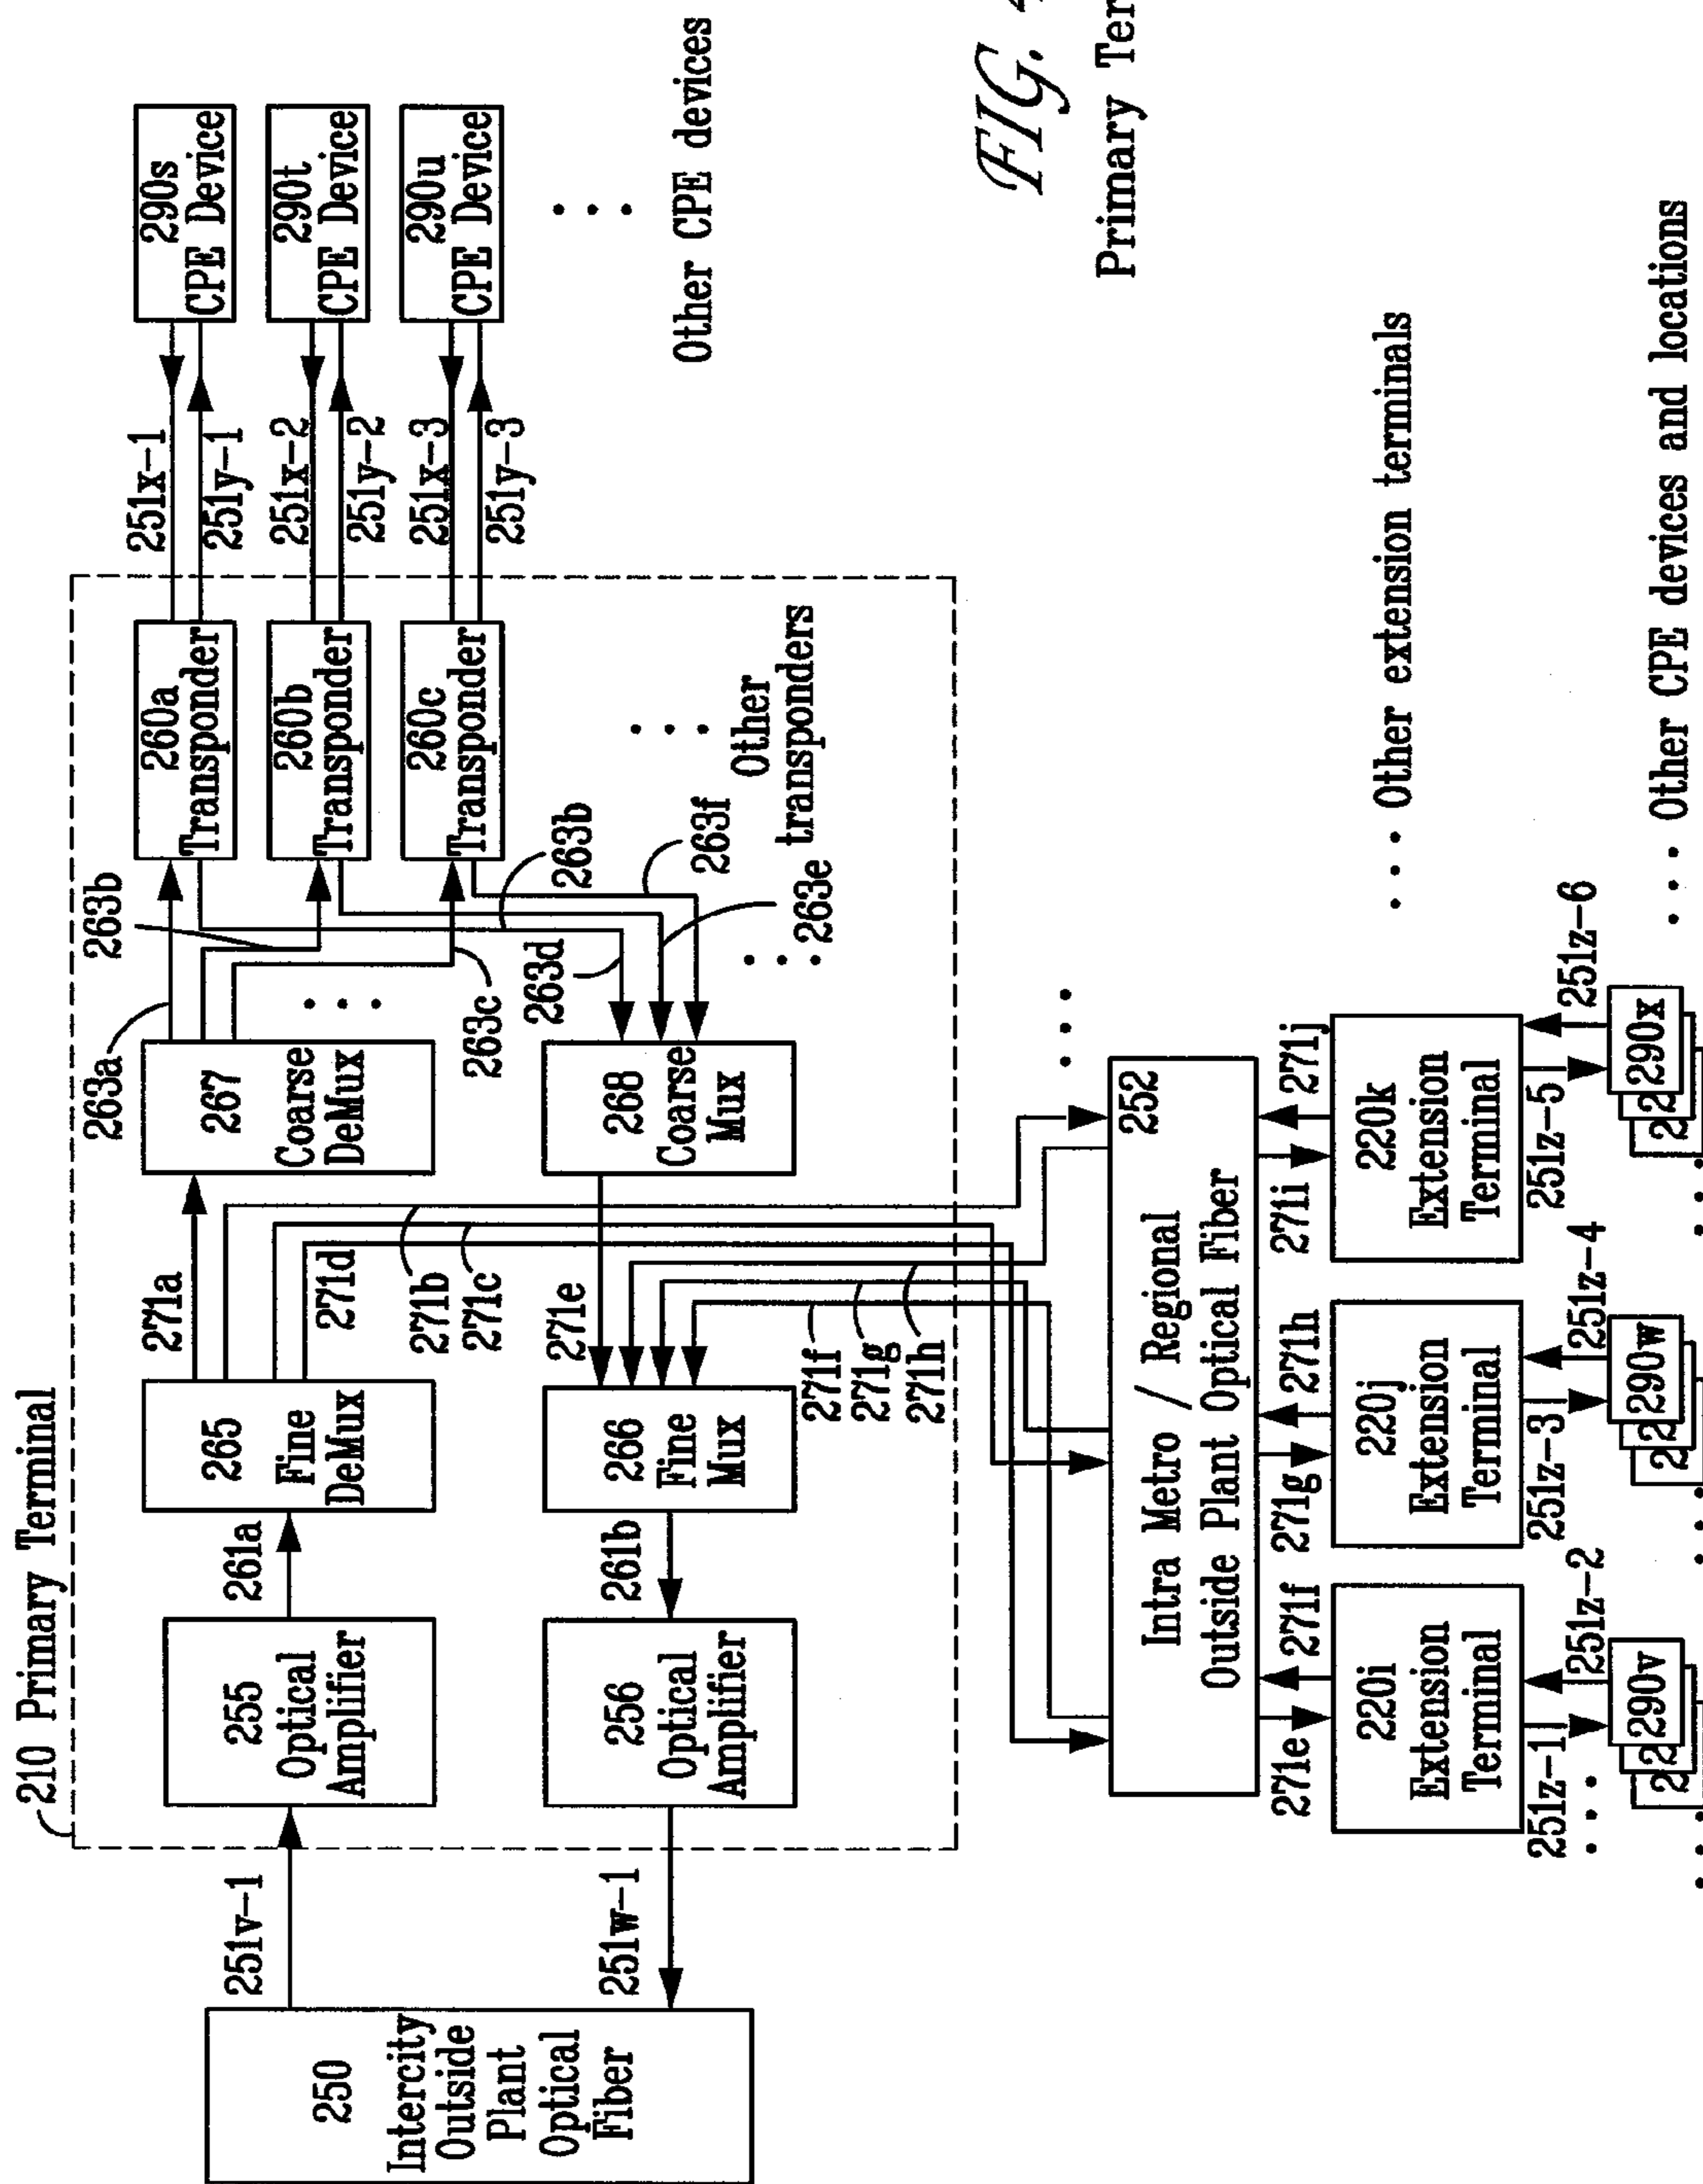 210 Primary Terminal
250
Intercity
Outside
Plant
Optical
Fiber
251v-1
251w-1
255
Optical
Amplifier
256
Optical
Amplifier
261a
261b
265
Fine
DeMux
266
Fine
Mux
271a
271d
271b
271c
271e
271f
271g
271h
267
Coarse
DeMux
268
Coarse
Mux
263a
263b
263c
263d
263b
263f
263e
260a
Transponder
260b
Transponder
260c
Transponder
Other
transponders
251x-1
251y-1
251x-2
251y-2
251x-3
251y-3
290s
CPE Device
290t
CPE Device
290u
CPE Device
Other CPE devices
252
Intra Metro / Regional
Outside Plant Optical Fiber
271e
271f
271g
271h
271i
271j
220i
Extension
Terminal
220j
Extension
Terminal
220k
Extension
Terminal
... Other extension terminals
251z-1
251z-2
251z-3
251z-4
251z-5
251z-6
290v
290w
290x
... Other CPE devices and locations
FIG.
Primary Ter